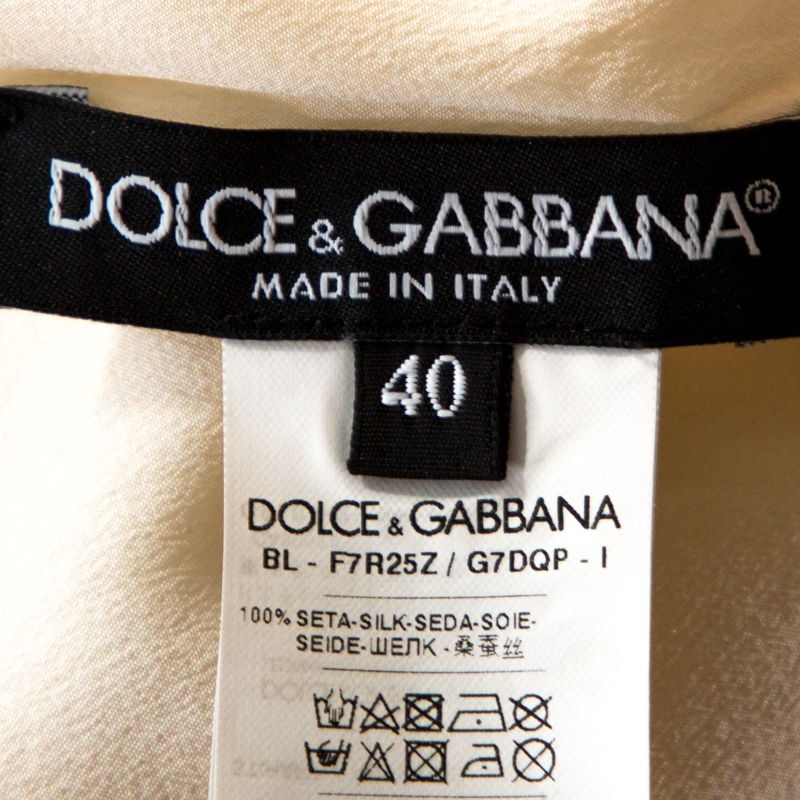 DOLCE & GABBANA®
MADE IN ITALY
40
DOLCE & GABBANA
BL - F7R25Z / G7DQP - I
100% SETA-SILK-SEDA-SOIE-
SEIDE-ШЕЛК -桑蚕丝